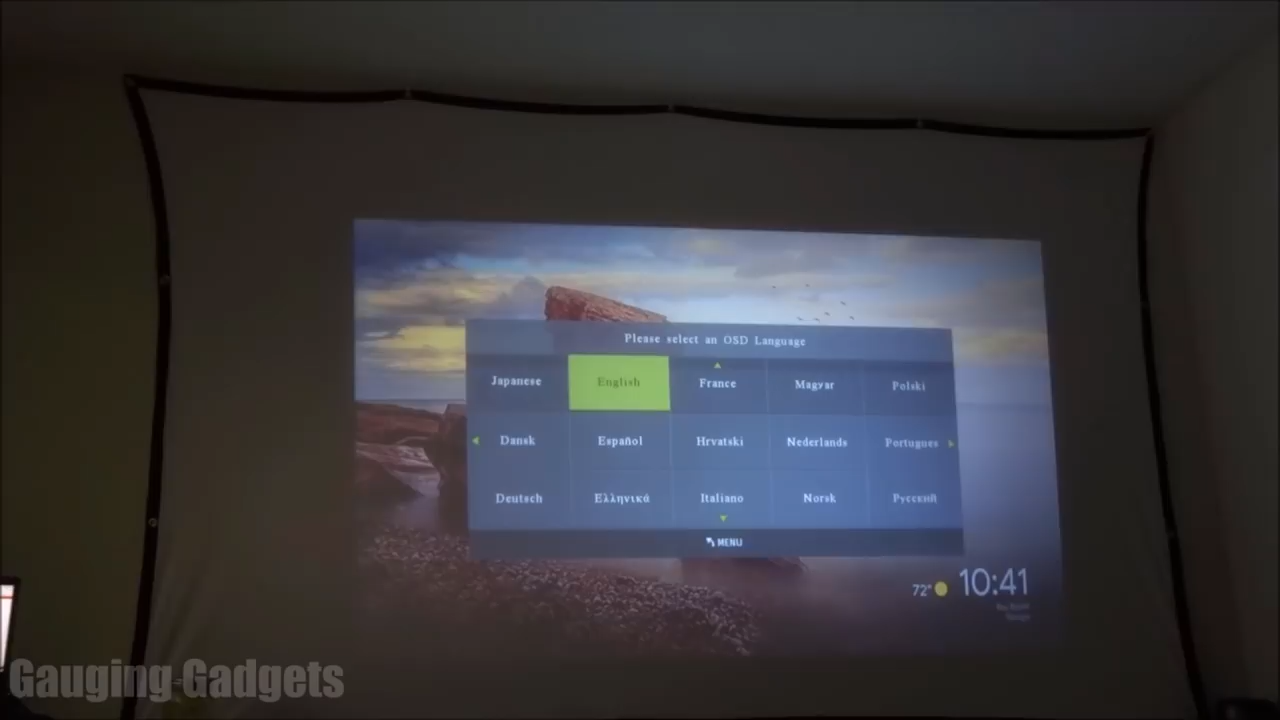 Please select an OSD Language
Japanese English France Magyar Polski
Dansk Español Hrvatski Nederlands Portugues
Deutsch Ελληνικά Italiano Norsk Русский
MENU
72° 10:41
Gauging Gadgets